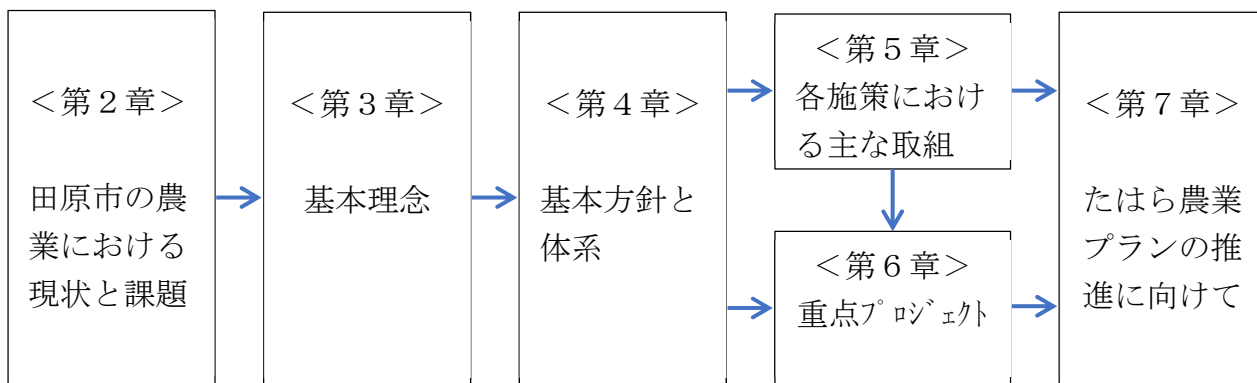 ＜第２章＞
田原市の農
業における
現状と課題
＜第３章＞
基本理念
＜第４章＞
基本方針と
体系
＜第５章＞
各施策におけ
る主な取組
＜第６章＞
重点ﾌﾟﾛｼﾞｪｸﾄ
＜第７章＞
たはら農業
プランの推
進に向けて